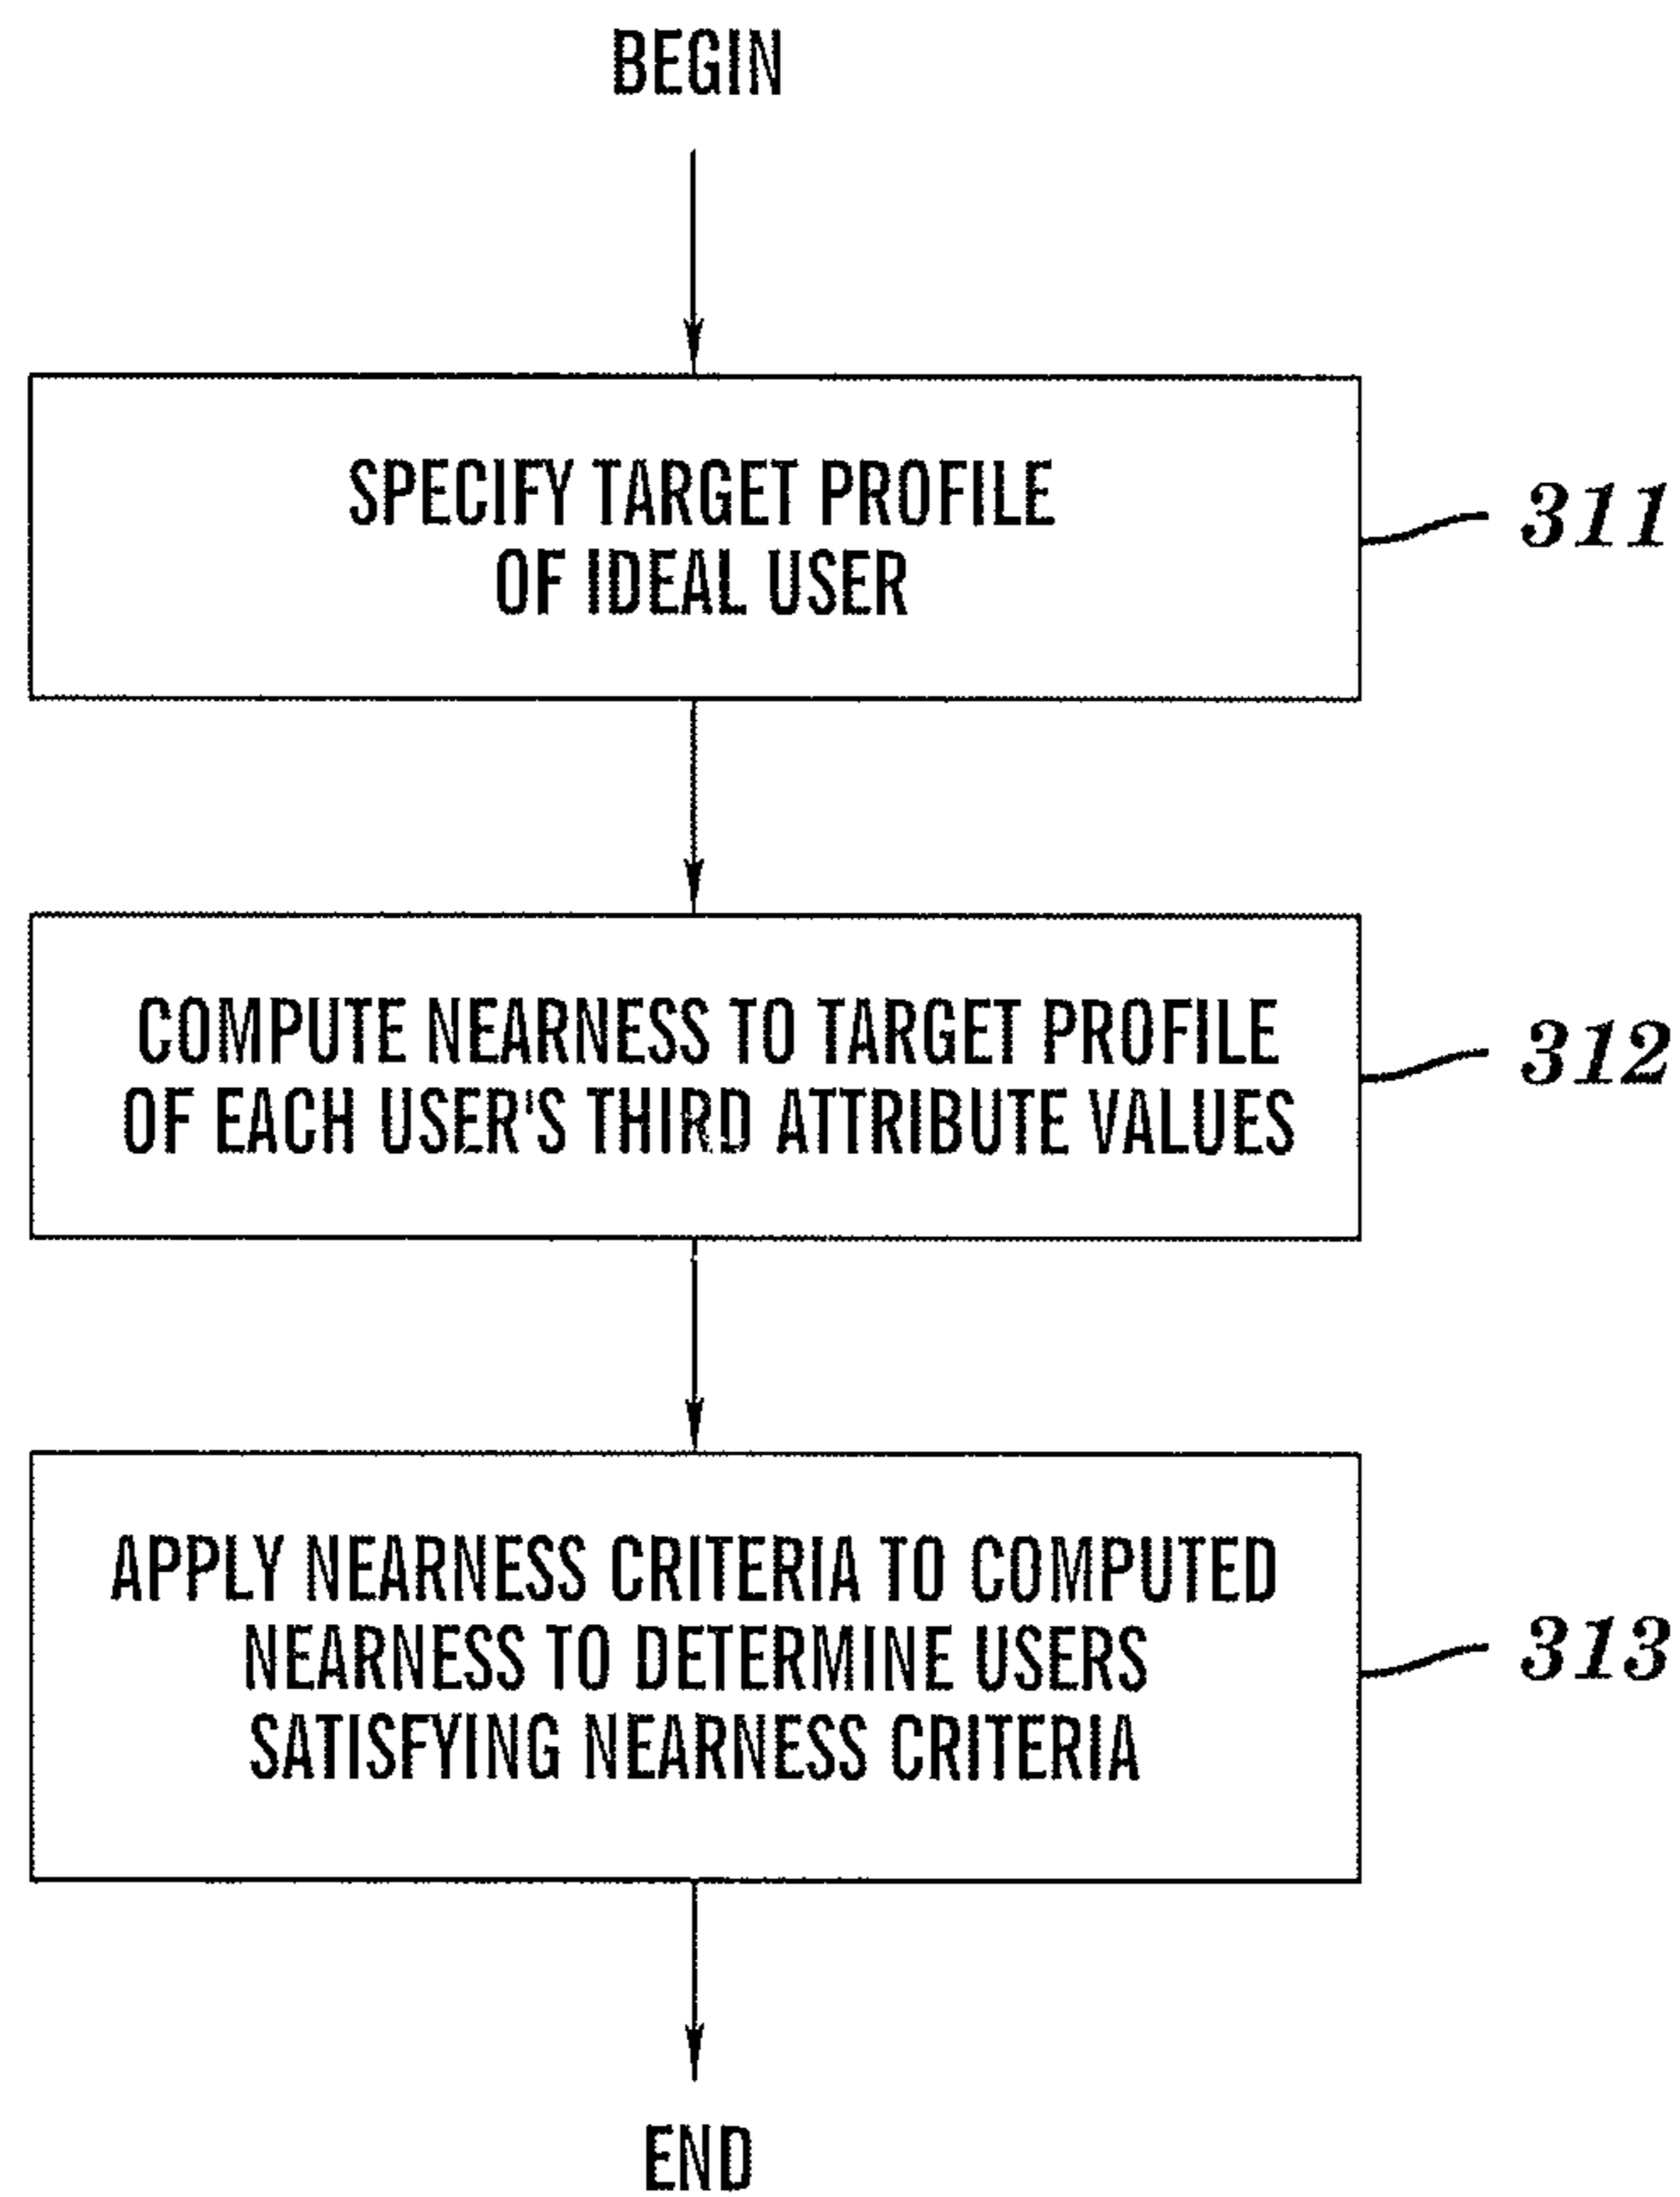 BEGIN
SPECIFY TARGET PROFILE
OF IDEAL USER
311
COMPUTE NEARNESS TO TARGET PROFILE
OF EACH USER'S THIRD ATTRIBUTE VALUES
312
APPLY NEARNESS CRITERIA TO COMPUTED
NEARNESS TO DETERMINE USERS
SATISFYING NEARNESS CRITERIA
313
END